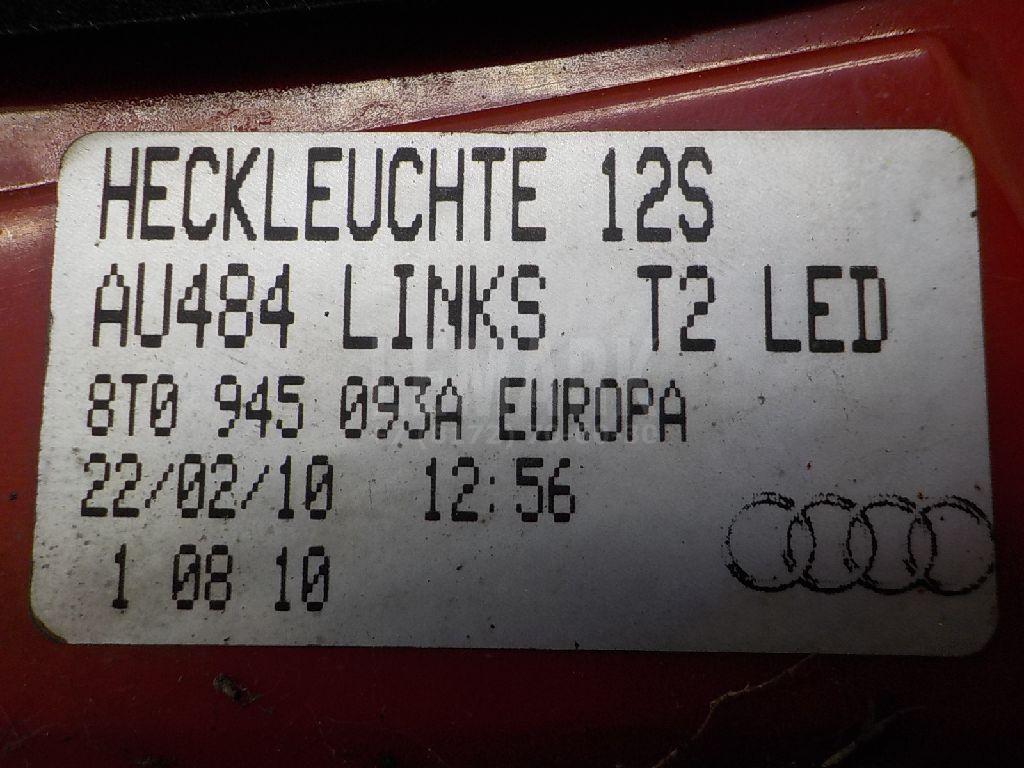 HECKLEUCHTE 12S
AU484 LINKS T2 LED
8T0 945 093A EUROPA
22/02/10 12:56
1 08 10